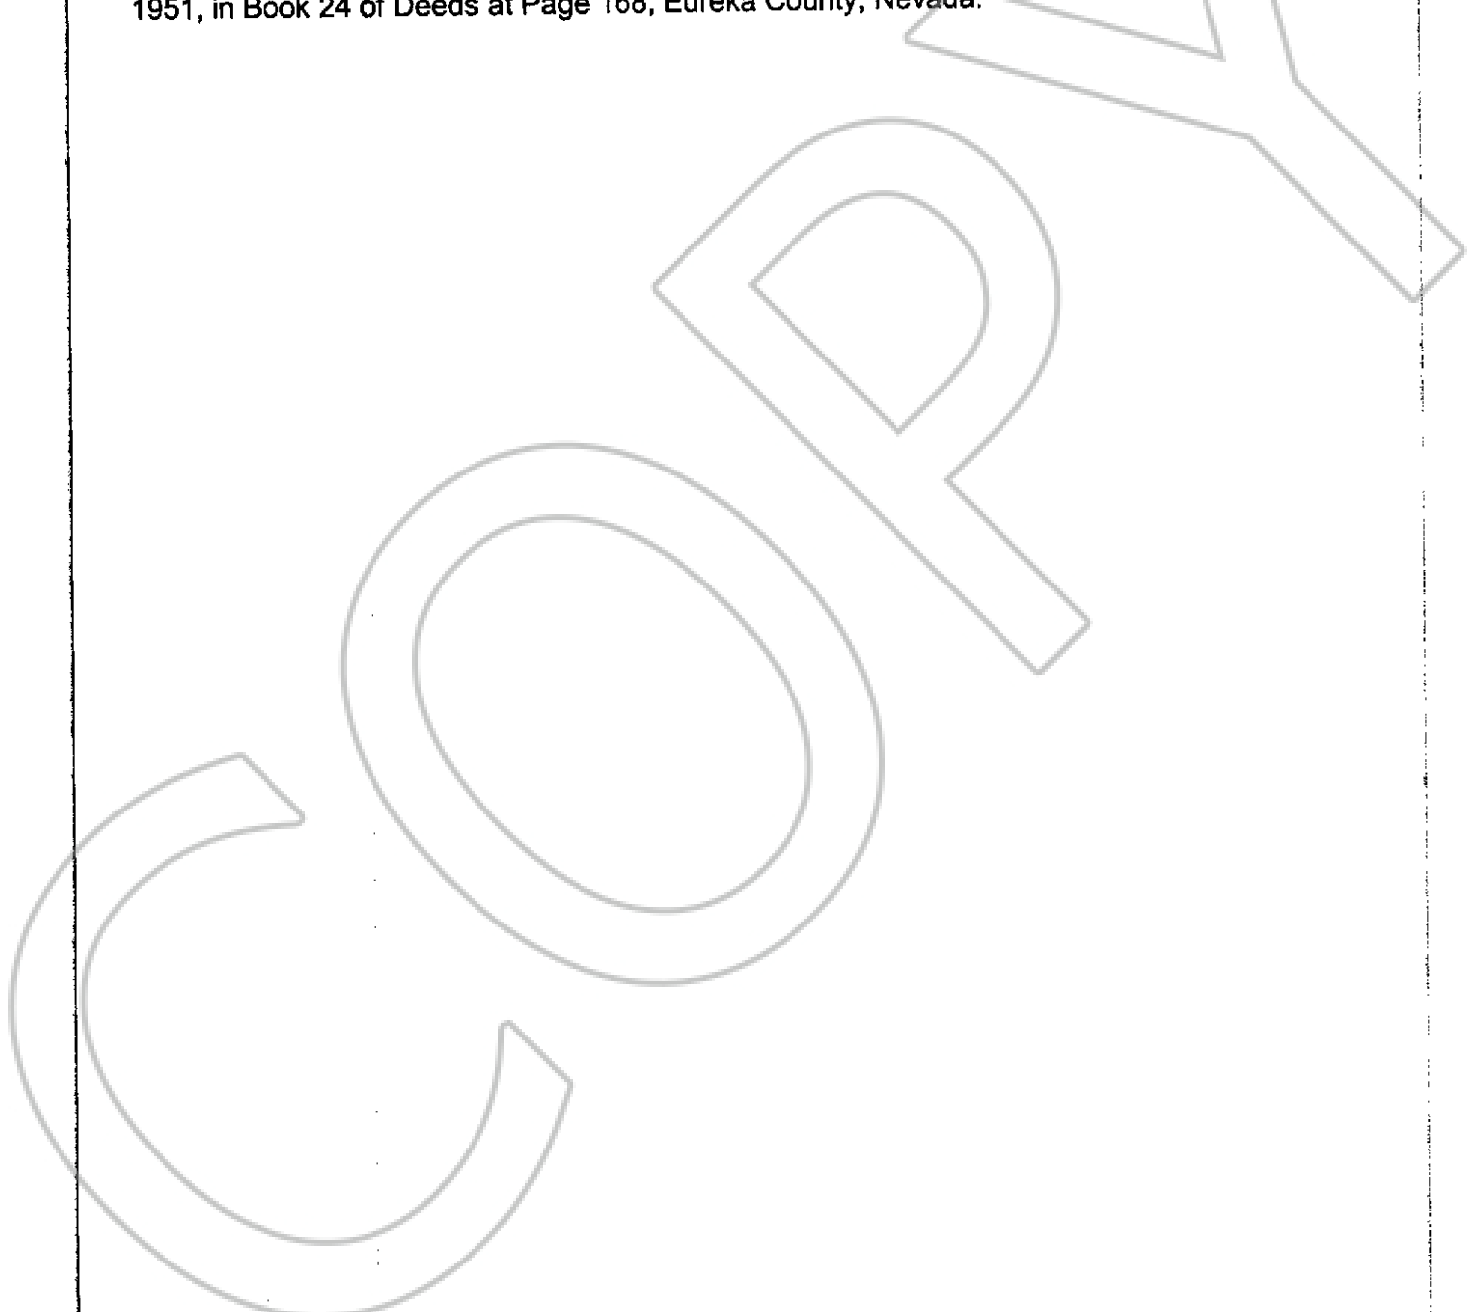 1951, in Book 24 of Deeds at Page 168, Eureka County, Nevada.
COPY